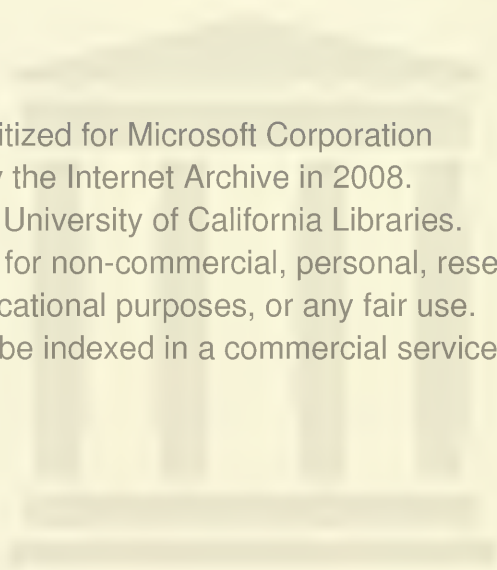 itized for Microsoft Corporation
the Internet Archive in 2008.
University of California Libraries.
for non-commercial, personal, rese
cational purposes, or any fair use.
be indexed in a commercial service